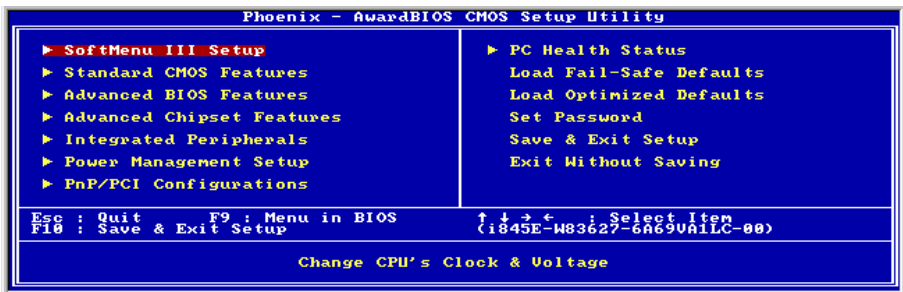 Phoenix - AwardBIOS CMOS Setup Utility
► SoftMenu III Setup
► Standard CMOS Features
► Advanced BIOS Features
► Advanced Chipset Features
► Integrated Peripherals
► Power Management Setup
► PnP/PCI Configurations
► PC Health Status
Load Fail-Safe Defaults
Load Optimized Defaults
Set Password
Save & Exit Setup
Exit Without Saving
Esc : Quit F9 : Menu in BIOS ↑ ↓ → ← : Select Item
F10 : Save & Exit Setup (i845E-W83627-6A69VA1LC-00)
Change CPU's Clock & Voltage